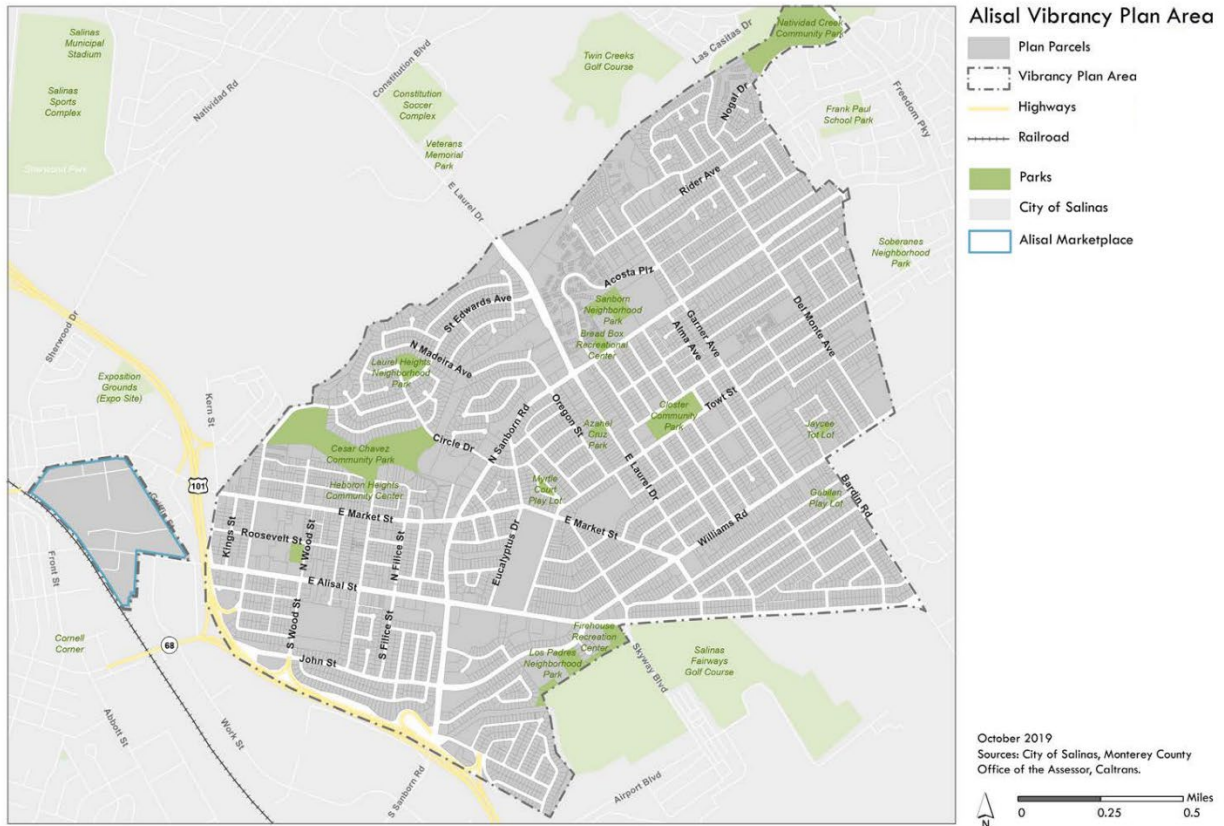 Alisal Vibrancy Plan Area
Plan Parcels
Vibrancy Plan Area
Highways
Railroad
Parks
City of Salinas
Alisal Marketplace
October 2019
Sources: City of Salinas, Monterey County
Office of the Assessor, Caltrans.
Miles
0
0.25
0.5
N
Salinas
Municipal
Stadium
Salinas
Sports
Complex
Sherwood Park
Natividad Rd
Constitution Blvd
Constitution
Soccer
Complex
Veterans
Memorial
Park
E Laurel Dr
Twin Creeks
Golf Course
Las Casitas Dr
Natividad Creek
Community Park
Nogal Dr
Freedom Pky
Frank Paul
School Park
Rider Ave
Soberanes
Neighborhood
Park
Acosta Plz
Sanborn
Neighborhood
Park
Bread Box
Recreational
Center
St Edwards Ave
N Madeira Ave
Laurel Heights
Neighborhood
Park
Garner Ave
Alma Ave
Del Monte Ave
Sherwood Dr
Exposition
Grounds
(Expo Site)
Kern St
Circle Dr
Cesar Chavez
Community Park
Hebbron Heights
Community Center
N Sanborn Rd
Oregon St
Azahel
Cruz
Park
Closter
Community
Park
Towt St
Jaycee
Tot Lot
E Laurel Dr
Myrtle
Court
Play Lot
Gabilan
Play Lot
Bardin Rd
101
E Market St
E Market St
Williams Rd
Kings St
Roosevelt St
N Wood St
N Filice St
Eucalyptus Dr
E Alisal St
Front St
S Wood St
S Filice St
John St
68
Cornell
Corner
Firehouse
Recreation
Center
Los Padres
Neighborhood
Park
Skyway Blvd
Salinas
Fairways
Golf Course
Abbott St
Work St
S Sanborn Rd
Airport Blvd